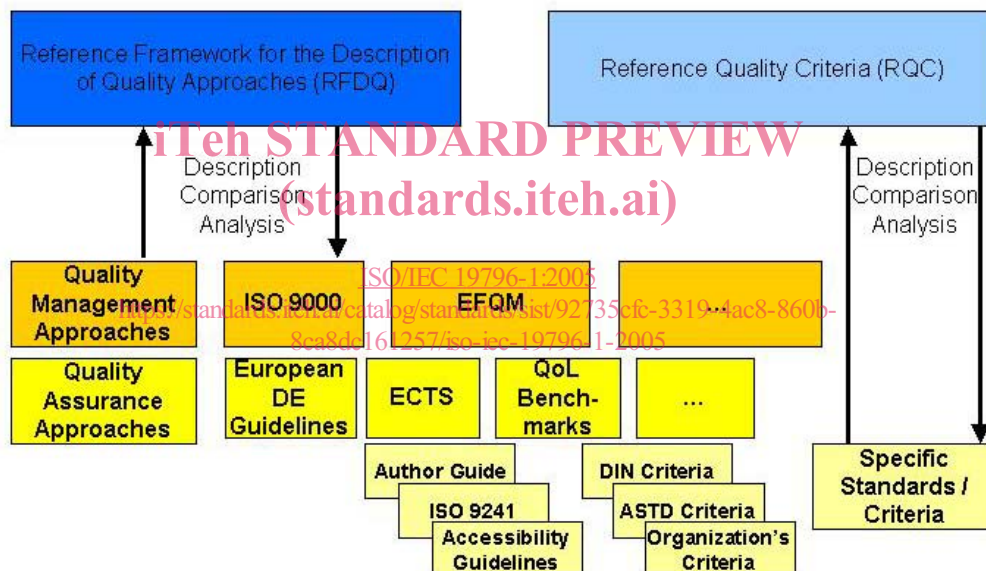 Reference Framework for the Description
of Quality Approaches (RFDQ)
Reference Quality Criteria (RQC)
iTeh STANDARD PREVIEW
(standards.iteh.ai)
Description
Comparison
Analysis
Description
Comparison
Analysis
Quality
Management
Approaches
ISO 9000
EFQM
...
ISO/IEC 19796-1:2005
https://standards.iteh.ai/catalog/standards/sist/92735cfc-3319-4ac8-860b-
8ca8dc161257/iso-iec-19796-1-2005
Quality
Assurance
Approaches
European
DE
Guidelines
ECTS
QoL
Bench-
marks
...
Author Guide
ISO 9241
Accessibility
Guidelines
DIN Criteria
ASTD Criteria
Organization's
Criteria
Specific
Standards /
Criteria